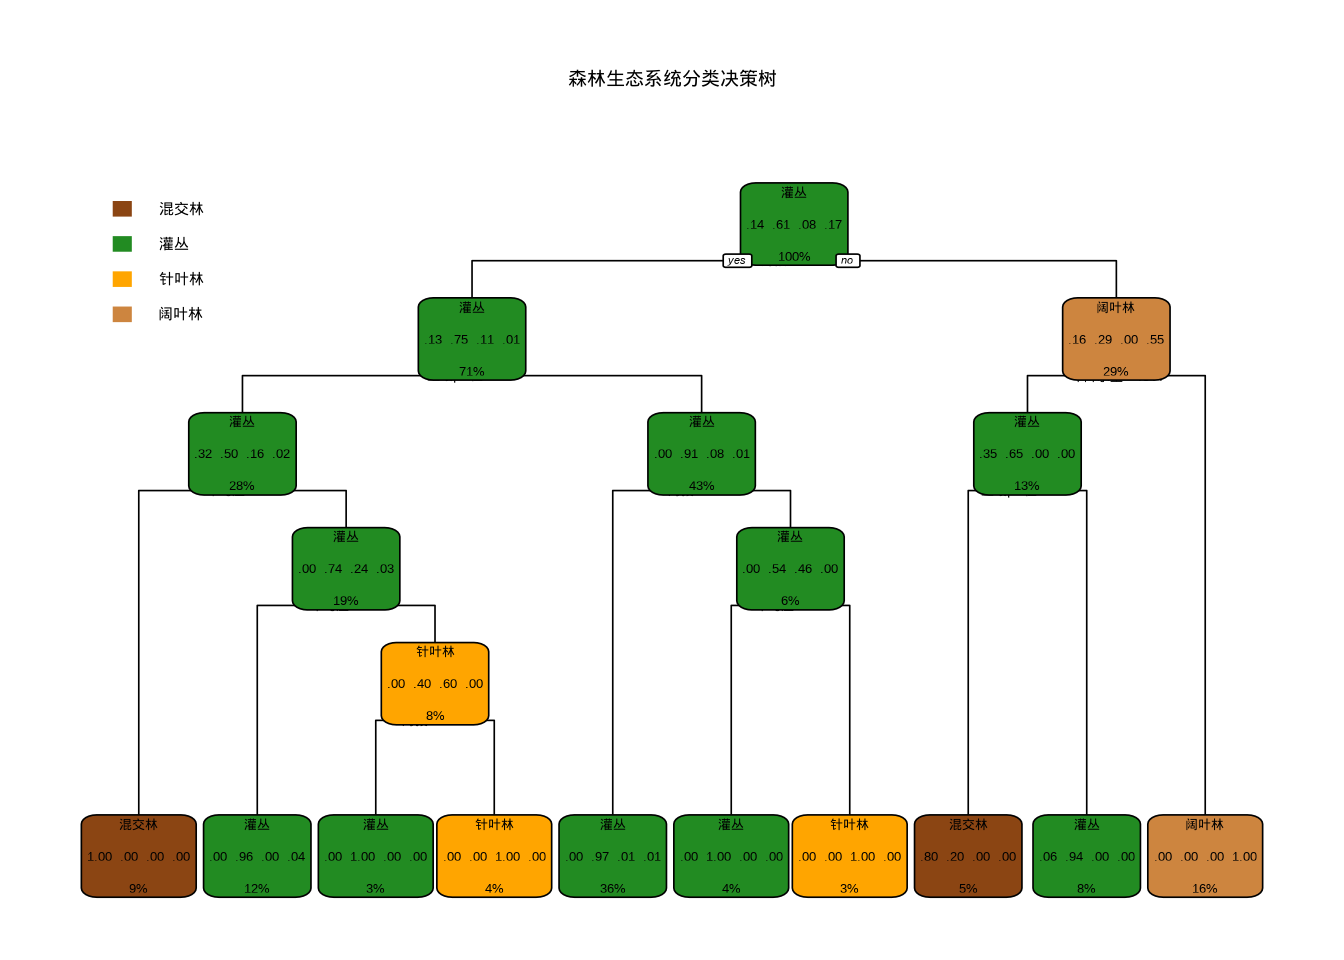 森林生态系统分类决策树
混交林
灌丛
针叶林
阔叶林
灌丛
.14 .61 .08 .17
100%
yes
no
灌丛
.13 .75 .11 .01
71%
阔叶林
.16 .29 .00 .55
29%
灌丛
.32 .50 .16 .02
28%
灌丛
.00 .91 .08 .01
43%
灌丛
.35 .65 .00 .00
13%
灌丛
.00 .74 .24 .03
19%
灌丛
.00 .54 .46 .00
6%
针叶林
.00 .40 .60 .00
8%
混交林
1.00 .00 .00 .00
9%
灌丛
.00 .96 .00 .04
12%
灌丛
.00 1.00 .00 .00
3%
针叶林
.00 .00 1.00 .00
4%
灌丛
.00 .97 .01 .01
36%
灌丛
.00 1.00 .00 .00
4%
针叶林
.00 .00 1.00 .00
3%
混交林
.80 .20 .00 .00
5%
灌丛
.06 .94 .00 .00
8%
阔叶林
.00 .00 .00 1.00
16%